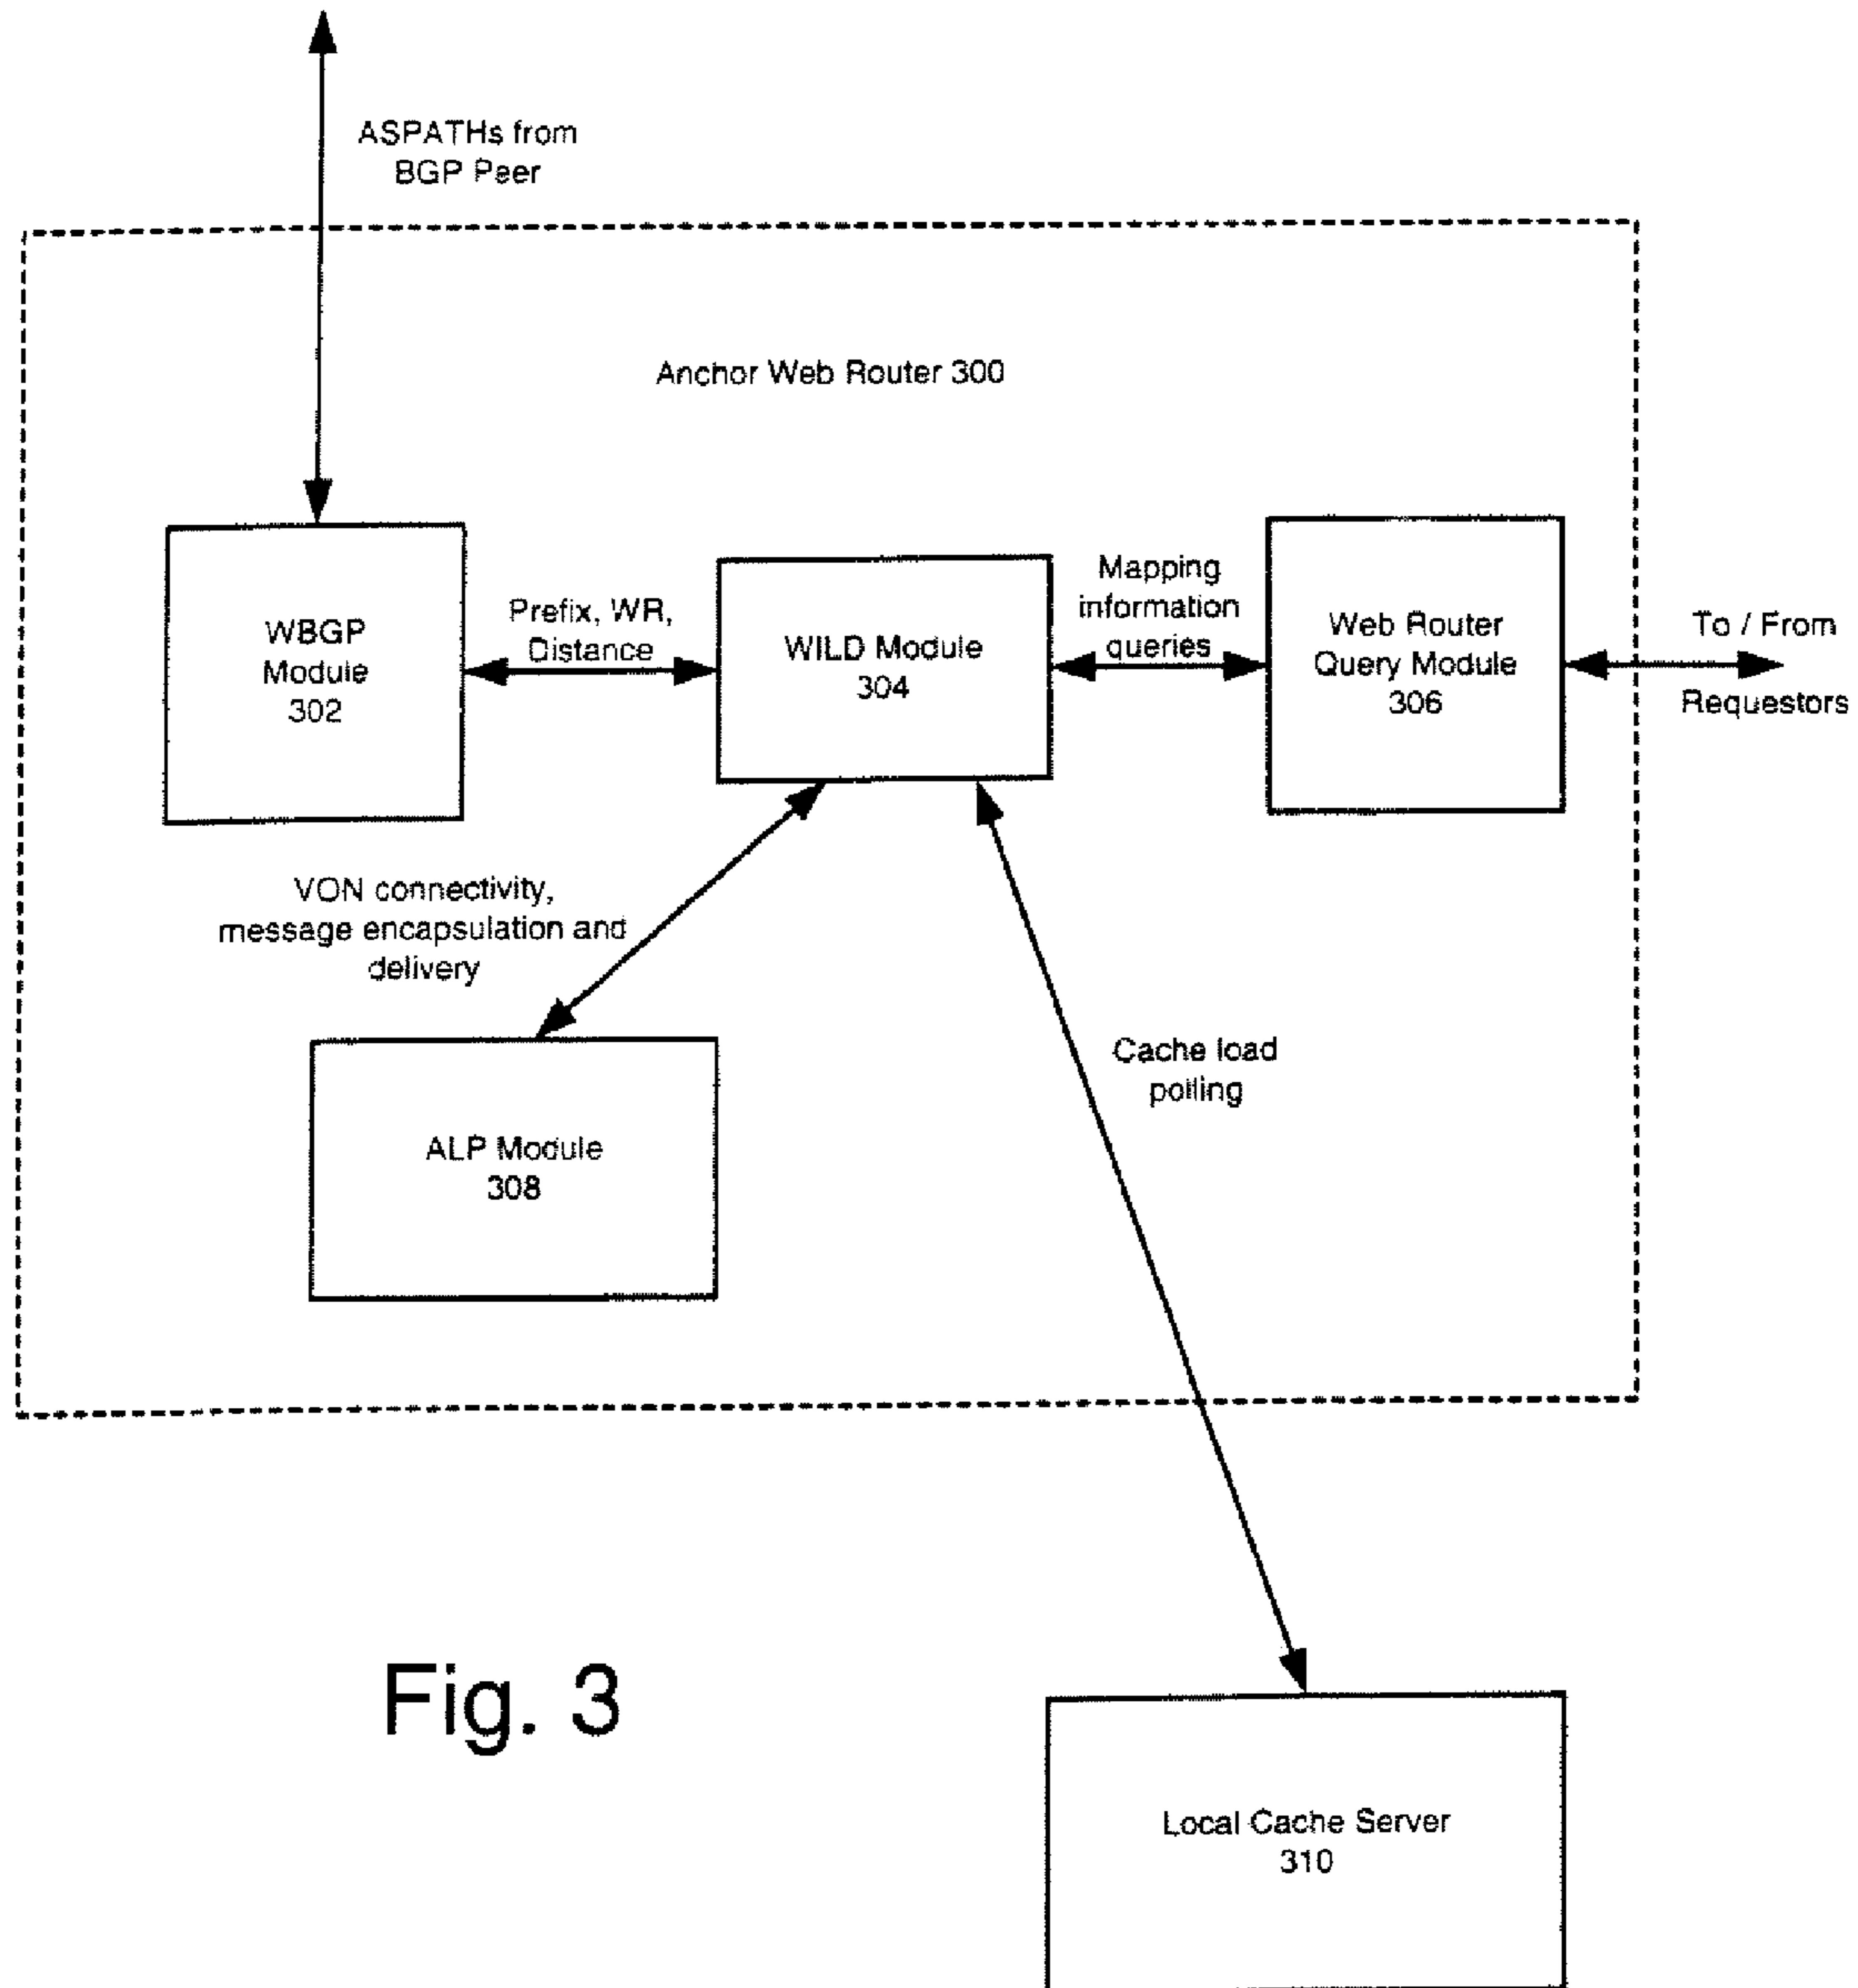 ASPATHs from
BGP Peer
Anchor Web Router 300
WBGP
Module
302
Prefix, WR,
Distance
WILD Module
304
Mapping
information
queries
Web Router
Query Module
306
To / From
Requestors
VON connectivity,
message encapsulation and
delivery
ALP Module
308
Cache load
polling
Fig. 3
Local Cache Server
310